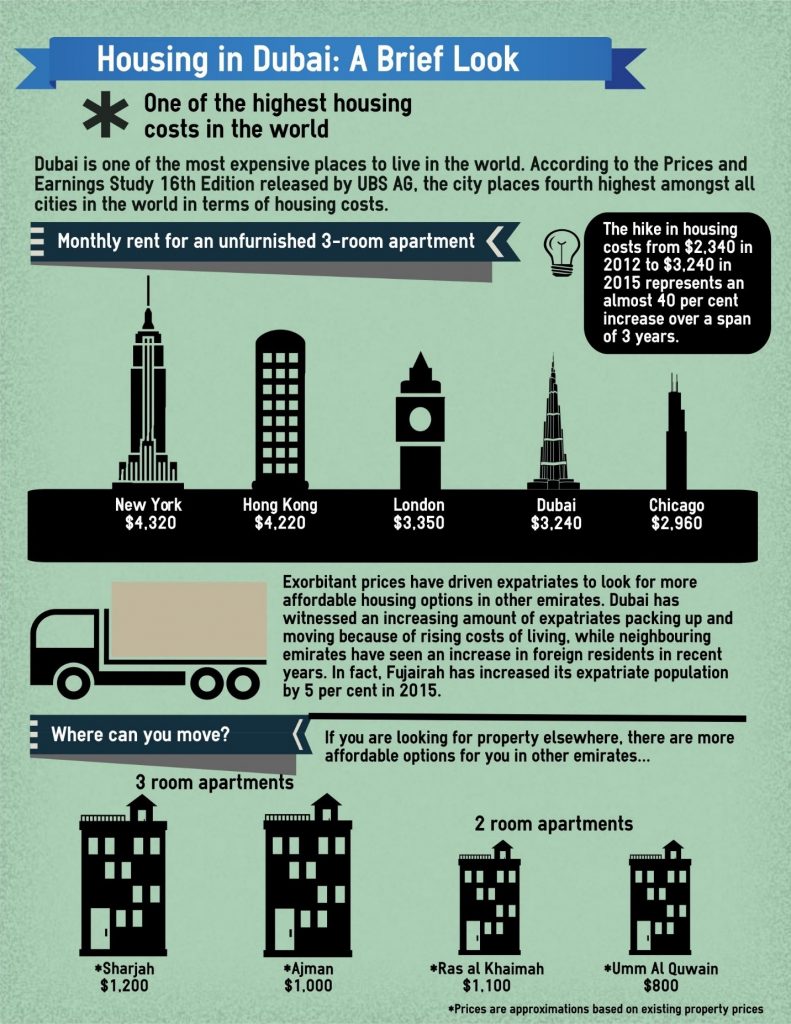 Housing in Dubai: A Brief Look
* One of the highest housing
costs in the world
Dubai is one of the most expensive places to live in the world. According to the Prices and
Earnings Study 16th Edition released by UBS AG, the city places fourth highest amongst all
cities in the world in terms of housing costs.
Monthly rent for an unfurnished 3-room apartment
The hike in housing
costs from $2,340 in
2012 to $3,240 in
2015 represents an
almost 40 per cent
increase over a span
of 3 years.
New York Hong Kong London Dubai Chicago
$4,320 $4,220 $3,350 $3,240 $2,960
Exorbitant prices have driven expatriates to look for more
affordable housing options in other emirates. Dubai has
witnessed an increasing amount of expatriates packing up and
moving because of rising costs of living, while neighbouring
emirates have seen an increase in foreign residents in recent
years. In fact, Fujairah has increased its expatriate population
by 5 per cent in 2015.
Where can you move?
If you are looking for property elsewhere, there are more
affordable options for you in other emirates...
3 room apartments
2 room apartments
*Sharjah *Ajman *Ras al Khaimah *Umm Al Quwain
$1,200 $1,000 $1,100 $800
*Prices are approximations based on existing property prices